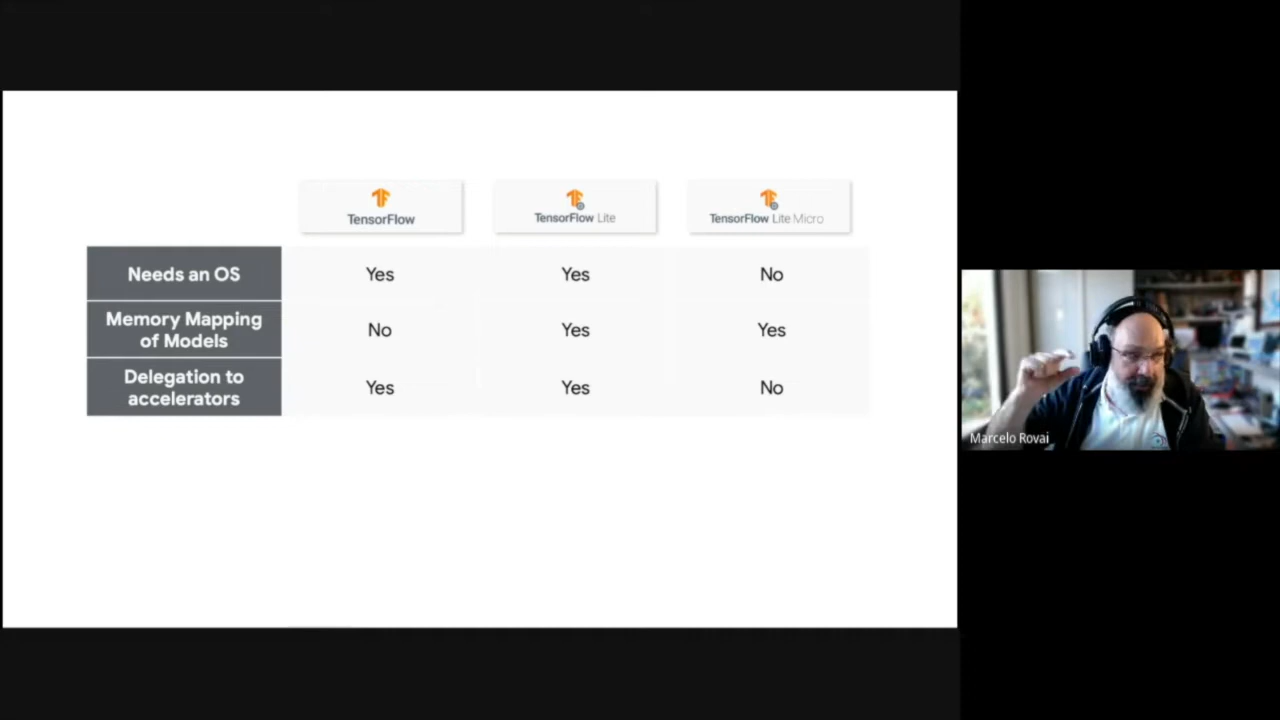 TensorFlow
TensorFlow Lite
TensorFlow Lite Micro
Needs an OS
Yes
Yes
No
Memory Mapping
of Models
No
Yes
Yes
Delegation to
accelerators
Yes
Yes
No
Marcelo Rovai